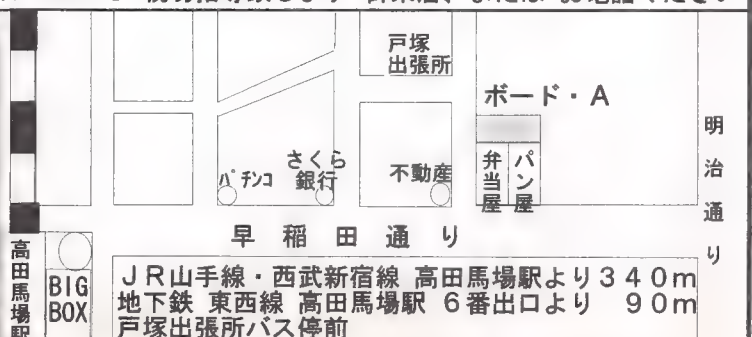 戸塚
出張所
ボード・A
明治通り
さくら
パチンコ 銀行
不動産
弁当屋
パン屋
早稲田通り
高田馬場駅
BIG
BOX
JR山手線・西武新宿線 高田馬場駅より340m
地下鉄 東西線 高田馬場駅 6番出口より 90m
戸塚出張所バス停前